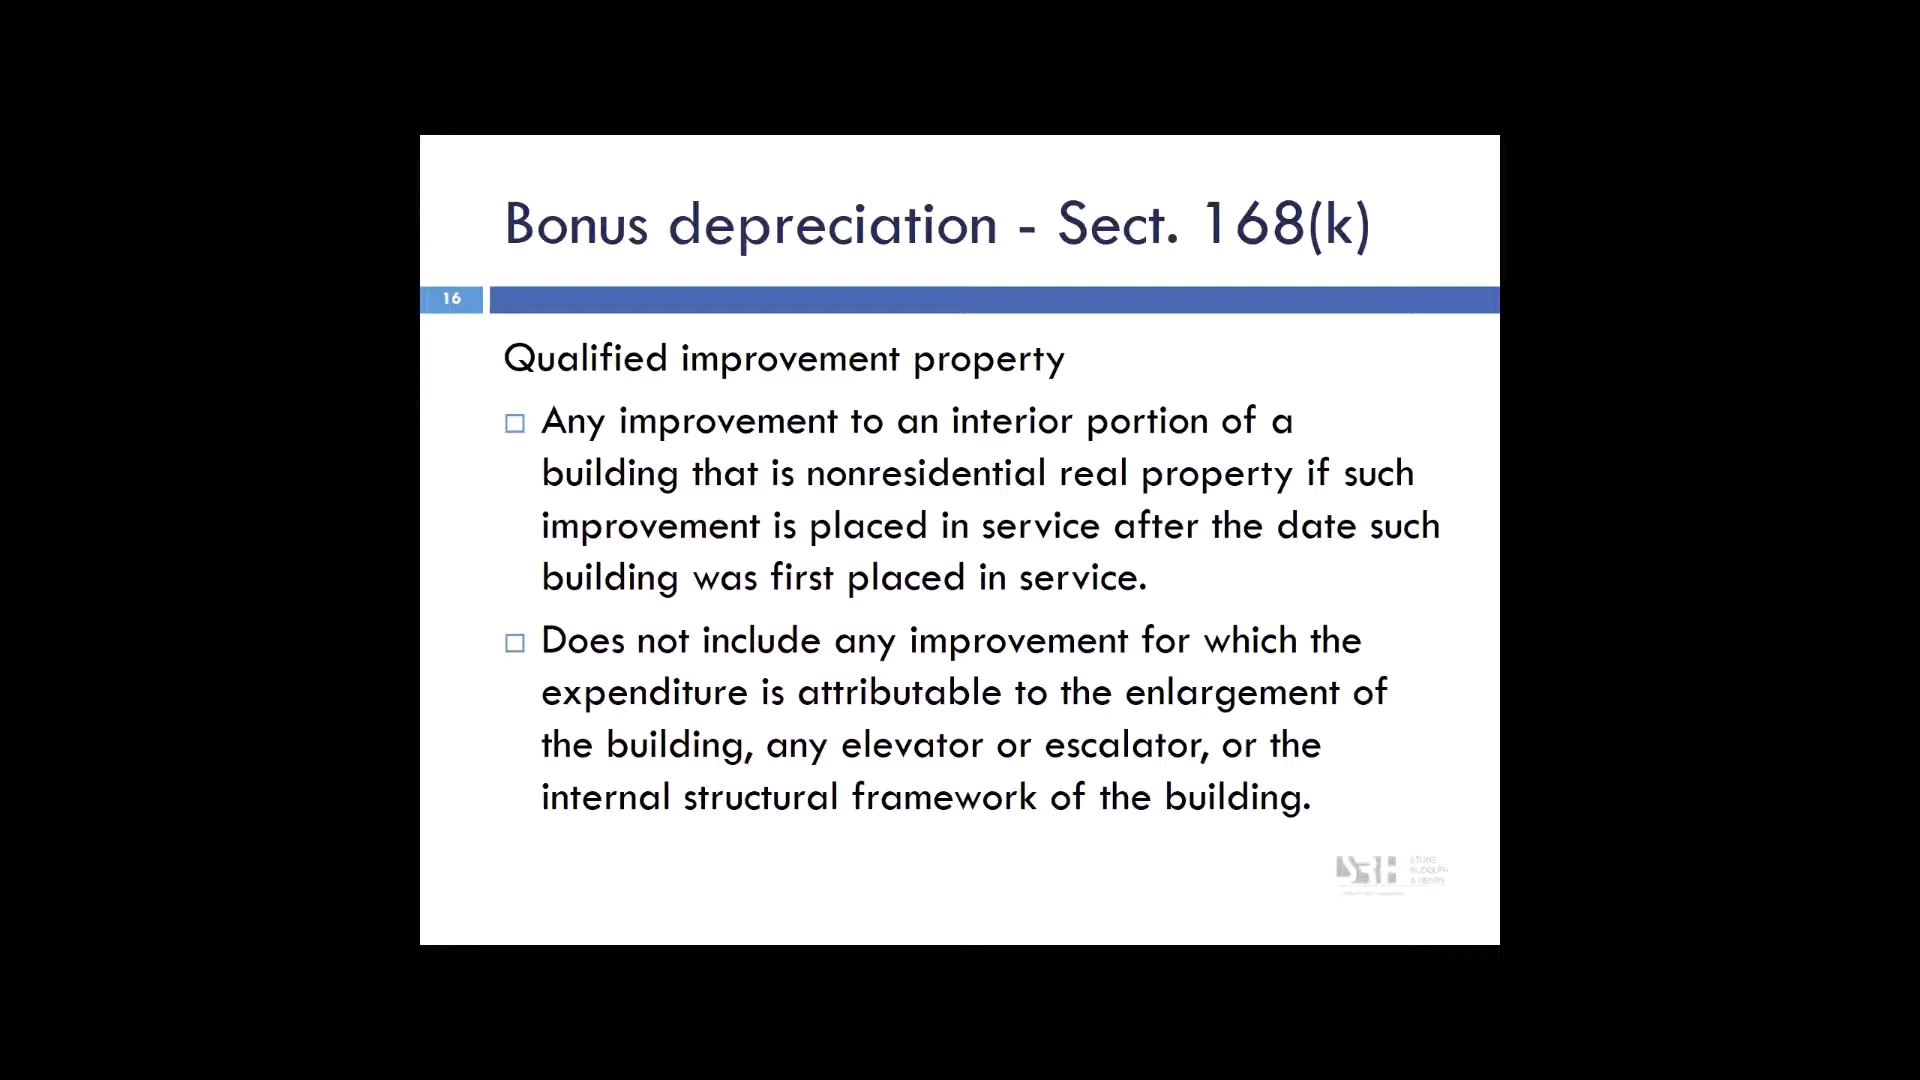 Bonus depreciation - Sect. 168(k)
16
Qualified improvement property
Any improvement to an interior portion of a
building that is nonresidential real property if such
improvement is placed in service after the date such
building was first placed in service.
Does not include any improvement for which the
expenditure is attributable to the enlargement of
the building, any elevator or escalator, or the
internal structural framework of the building.